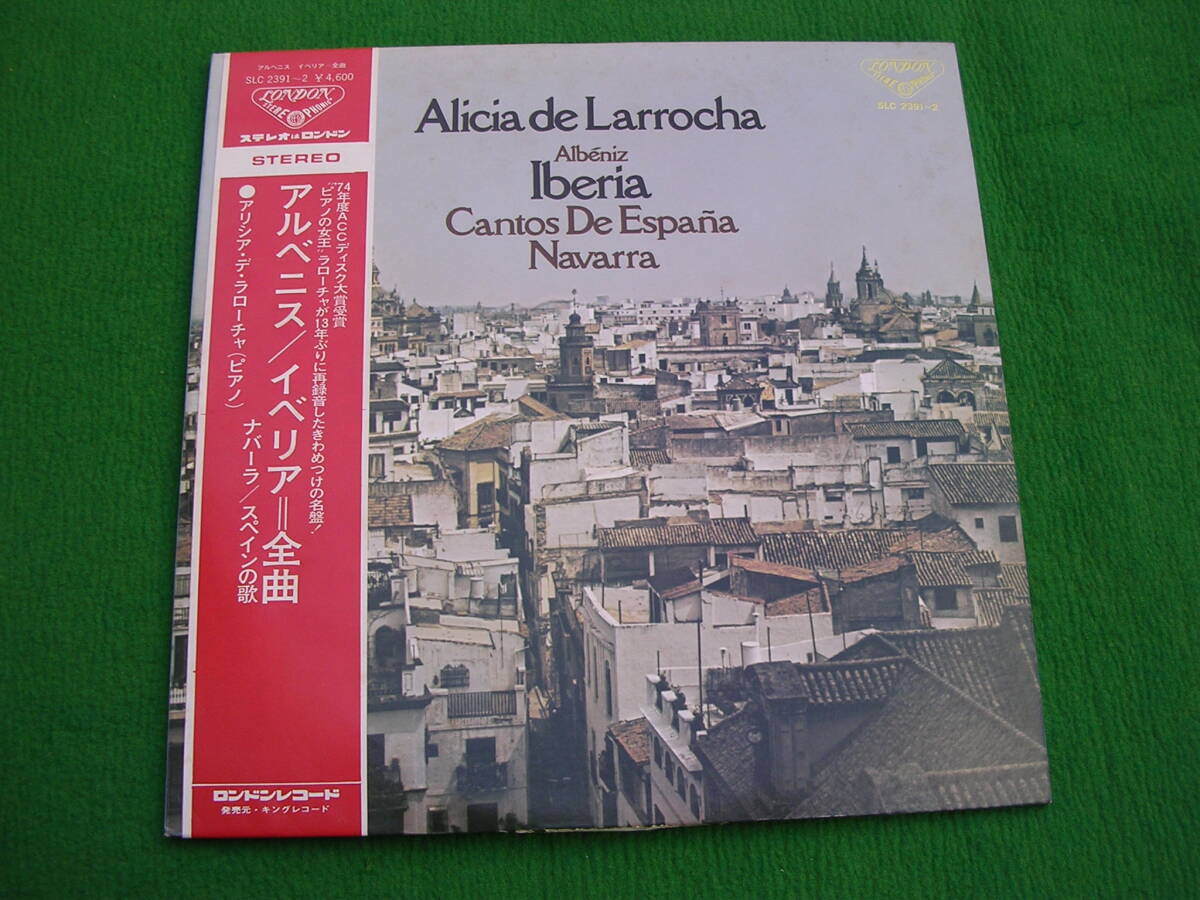 アルベニス イベリア＝全曲
SLC 2391~2 ¥4,600
LONDON
STEREOPHONIC
ステレオはロンドン
STEREO
'74年度ACCディスク大賞受賞
"ピアノの女王"ラローチャが13年ぶりに再録音したきわめつけの名盤!
アルベニス/イベリア＝全曲
ナバーラ/スペインの歌
●アリシア・デ・ラローチャ(ピアノ)
ロンドンレコード
発売元・キングレコード
LONDON
STEREOPHONIC
SLC 2391~2
Alicia de Larrocha
Albéniz
Iberia
Cantos De España
Navarra